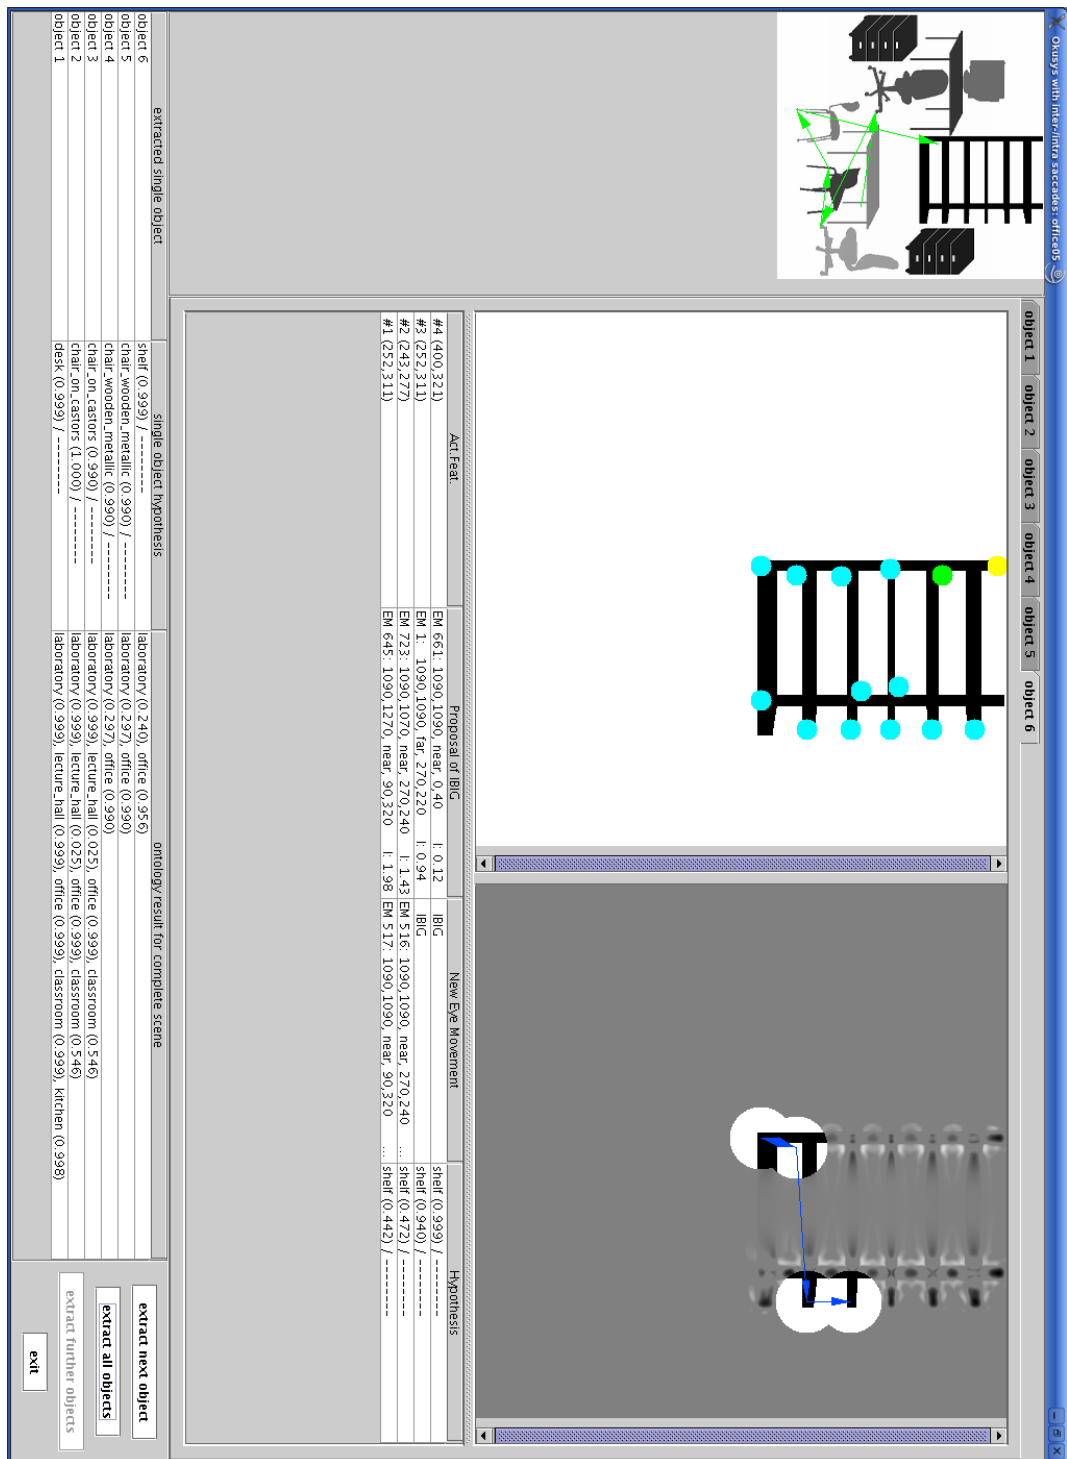 Okusys with inter-/intra saccades: office05
object 1 object 2 object 3 object 4 object 5 object 6
Act.Feat. Proposal of IBIG New Eye Movement Hypothesis
#4 (400,321) EM 661: 1090,1090, near, 0,40 I: 0.12 IBIG shelf (0.999) / ---------
#3 (252,311) EM 1: 1090,1090, far, 270,220 I: 0.94 IBIG shelf (0.940) / ---------
#2 (243,277) EM 723: 1090,1070, near, 270,240 I: 1.43 EM 516: 1090,1090, near, 270,240 ... shelf (0.472) / ---------
#1 (252,311) EM 645: 1090,1270, near, 90,320 I: 1.98 EM 517: 1090,1090, near, 90,320 ... shelf (0.442) / ---------
extracted single object single object hypothesis ontology result for complete scene
object 6 shelf (0.999) / --------- laboratory (0.240), office (0.956)
object 5 chair_wooden_metallic (0.990) / --------- laboratory (0.297), office (0.990)
object 4 chair_wooden_metallic (0.990) / --------- laboratory (0.297), office (0.990)
object 3 chair_on_castors (0.990) / --------- laboratory (0.999), lecture_hall (0.025), office (0.999), classroom (0.546)
object 2 chair_on_castors (1.000) / --------- laboratory (0.999), lecture_hall (0.025), office (0.999), classroom (0.546)
object 1 desk (0.999) / --------- laboratory (0.999), lecture_hall (0.999), office (0.999), classroom (0.999), kitchen (0.998)
extract next object
extract all objects
extract further objects
exit